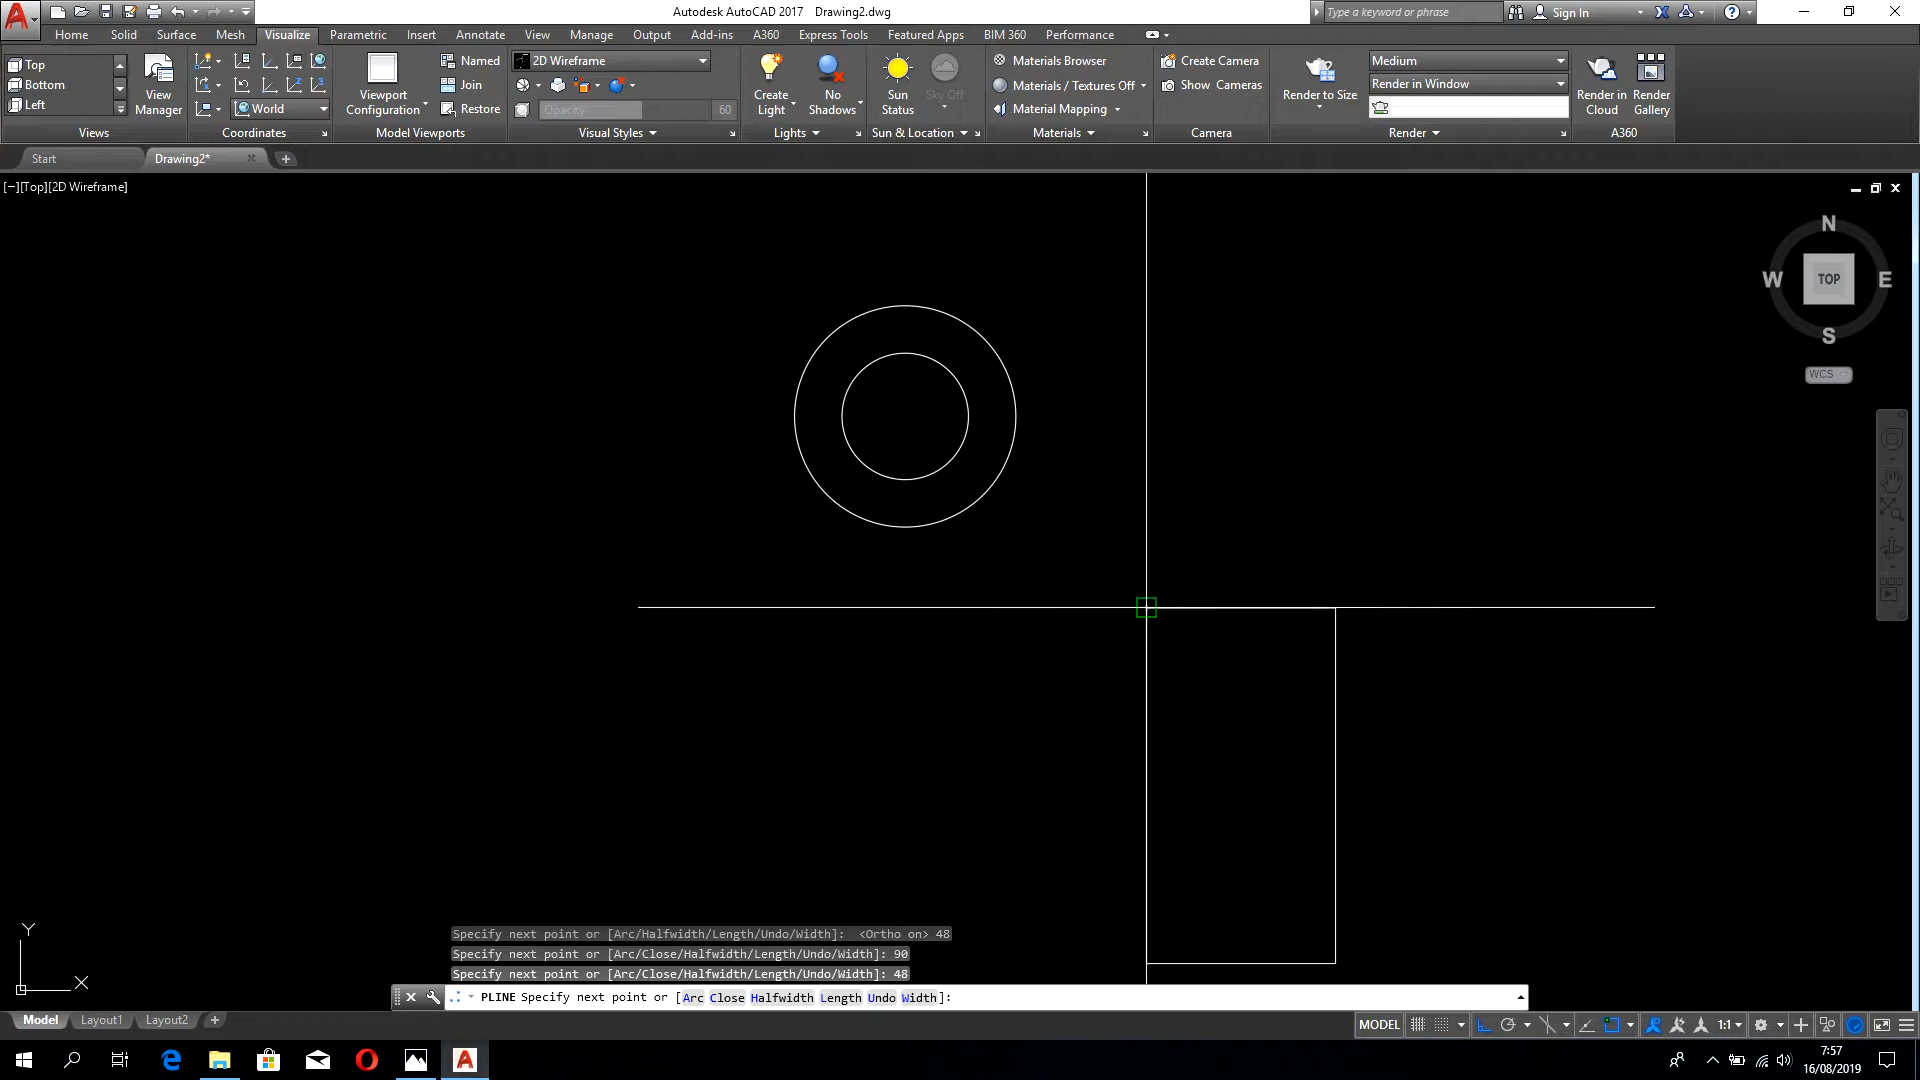 Autodesk AutoCAD 2017 Drawing2.dwg
Type a keyword or phrase
Sign In
Home Solid Surface Mesh Visualize Parametric Insert Annotate View Manage Output Add-ins A360 Express Tools Featured Apps BIM 360 Performance
Top
Bottom
Left
View
Manager
World
Viewport
Configuration
Named
Join
Restore
2D Wireframe
Opacity 60
Create
Light
No
Shadows
Sun
Status
Sky Off
Materials Browser
Materials / Textures Off
Material Mapping
Create Camera
Show Cameras
Render to Size
Medium
Render in Window
Render in
Cloud
Render
Gallery
Views Coordinates Model Viewports Visual Styles Lights Sun & Location Materials Camera Render A360
Start Drawing2*
[−][Top][2D Wireframe]
N
W TOP E
S
WCS
Y
X
Specify next point or [Arc/Halfwidth/Length/Undo/Width]:  <Ortho on> 48
Specify next point or [Arc/Close/Halfwidth/Length/Undo/Width]: 90
Specify next point or [Arc/Close/Halfwidth/Length/Undo/Width]: 48
PLINE Specify next point or [Arc Close Halfwidth Length Undo Width]:
Model Layout1 Layout2
MODEL 1:1
7:57
16/08/2019